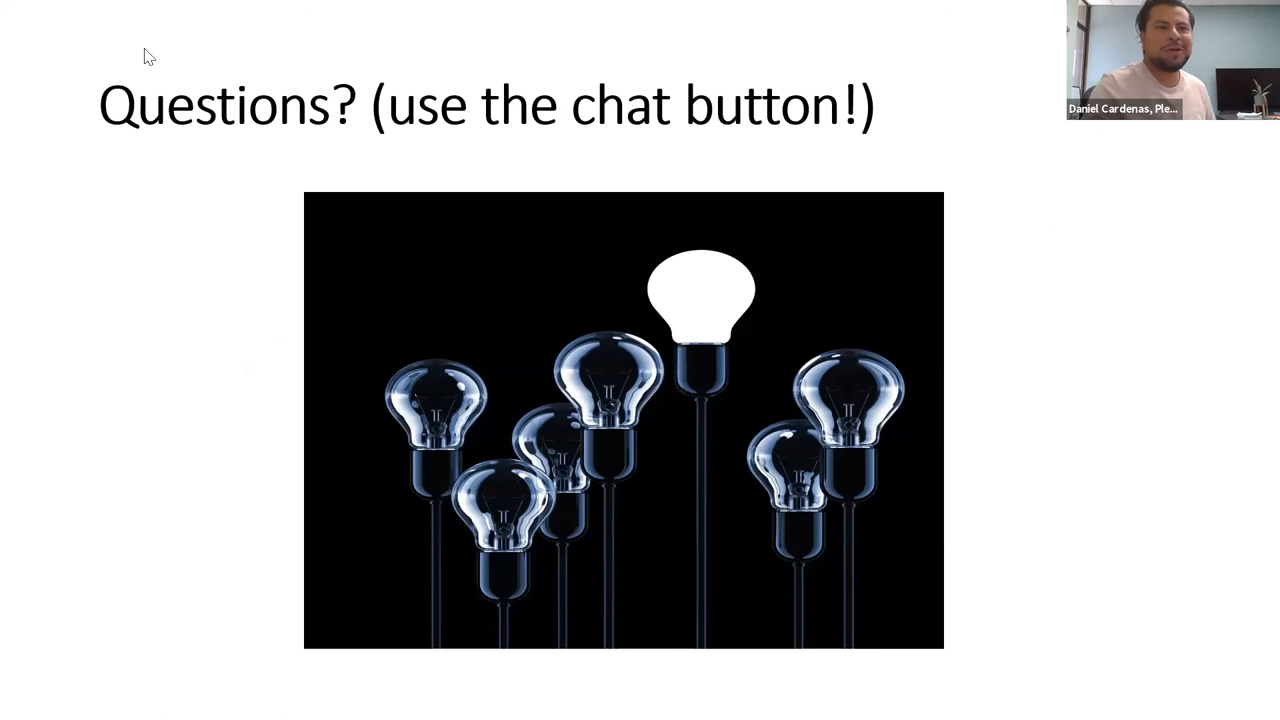 Questions? (use the chat button!)
Daniel Cardenas, Ple...